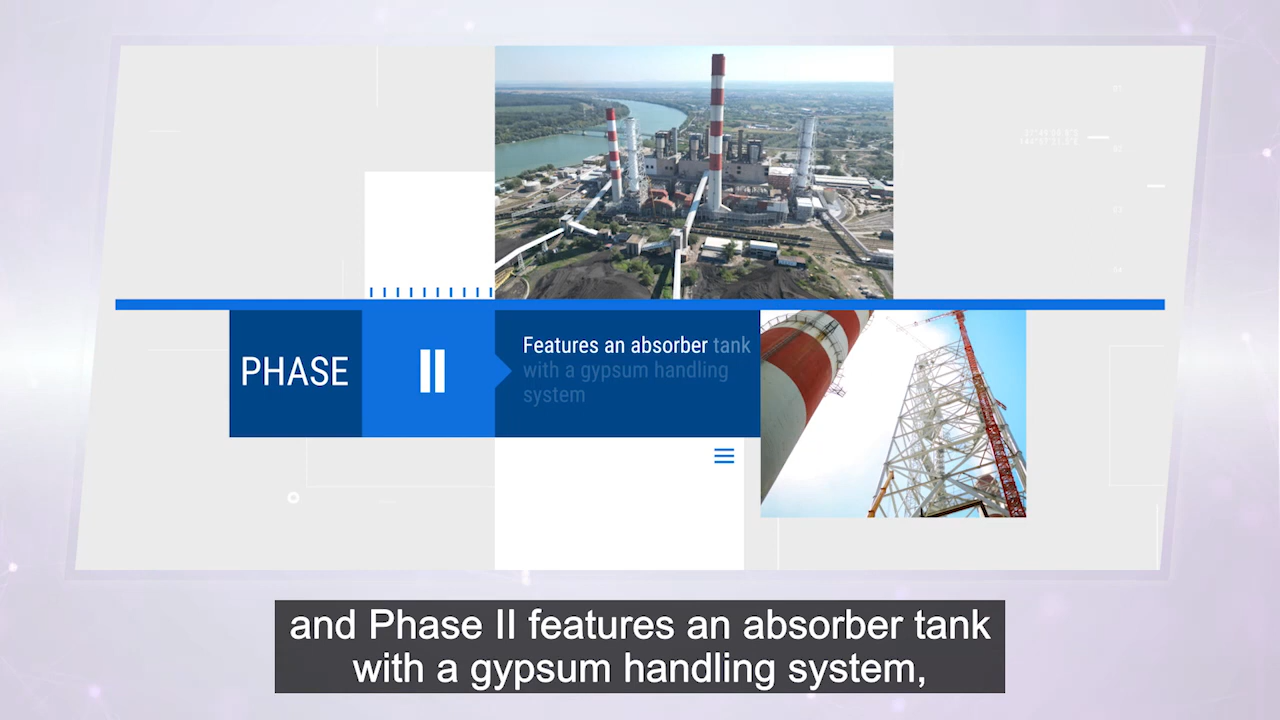 PHASE
II
Features an absorber tank
with a gypsum handling
system
and Phase II features an absorber tank
with a gypsum handling system,